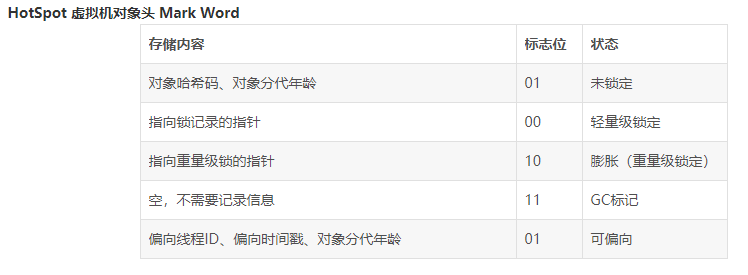 HotSpot 虚拟机对象头 Mark Word
存储内容 标志位 状态
对象哈希码、对象分代年龄 01 未锁定
指向锁记录的指针 00 轻量级锁定
指向重量级锁的指针 10 膨胀（重量级锁定）
空，不需要记录信息 11 GC标记
偏向线程ID、偏向时间戳、对象分代年龄 01 可偏向